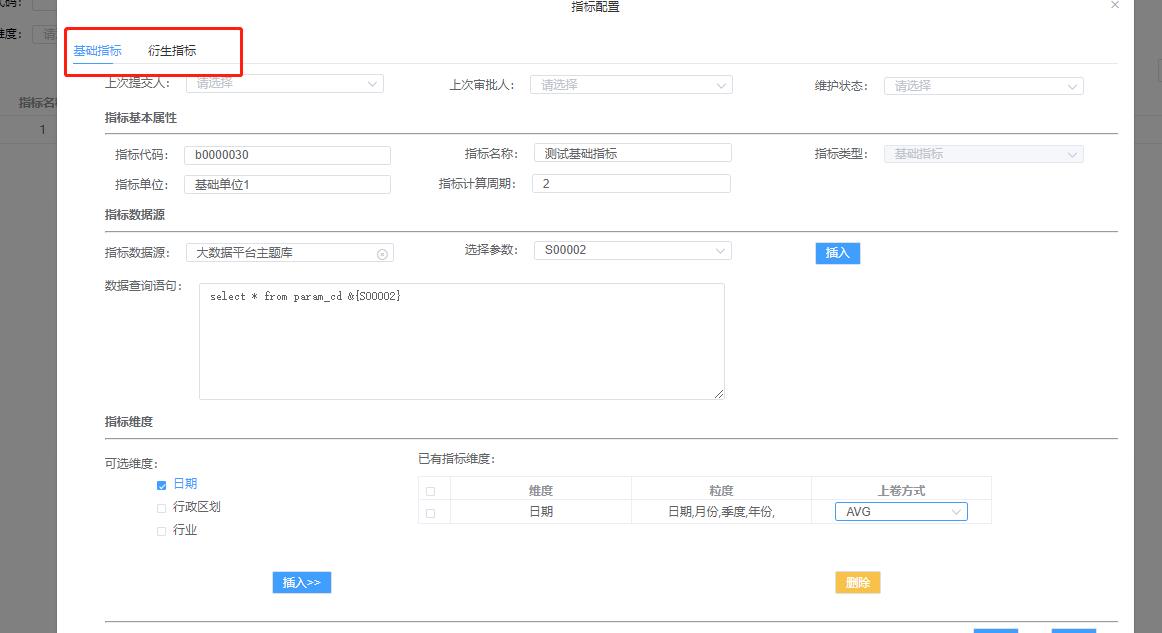 指标配置
基础指标 衍生指标
上次提交人: 请选择 上次审批人: 请选择 维护状态: 请选择
指标基本属性
指标代码: b0000030 指标名称: 测试基础指标 指标类型: 基础指标
指标单位: 基础单位1 指标计算周期: 2
指标数据源
指标数据源: 大数据平台主题库 选择参数: S00002 插入
数据查询语句:
select * from param_cd &{S00002}
指标维度
可选维度: 已有指标维度:
日期
行政区划
行业
维度 粒度 上卷方式
日期 日期,月份,季度,年份, AVG
插入>> 删除
1